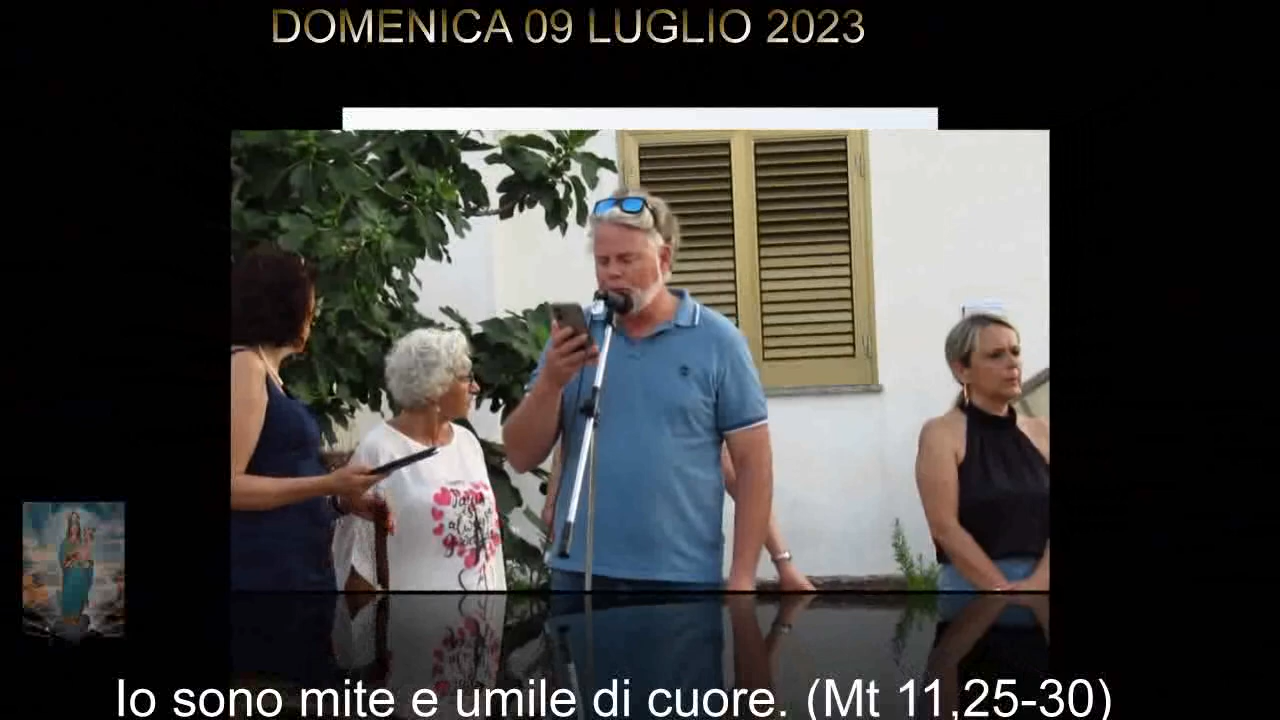 DOMENICA 09 LUGLIO 2023
Io sono mite e umile di cuore. (Mt 11,25-30)